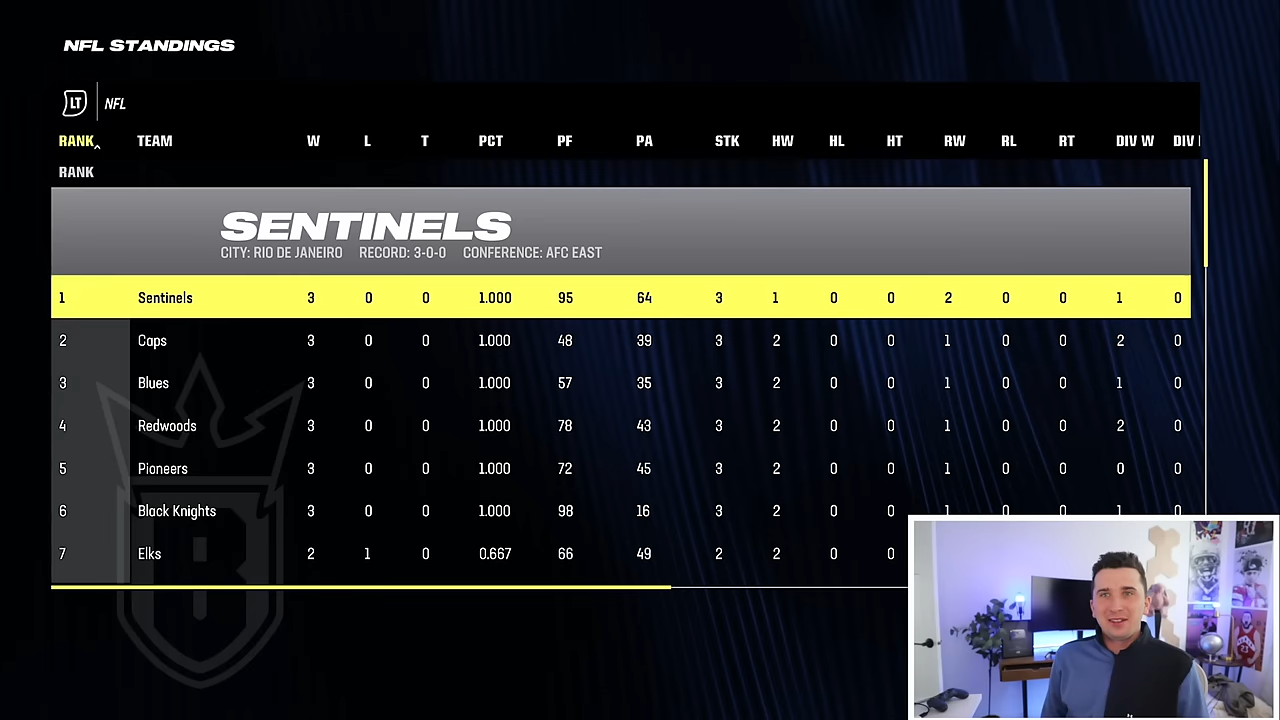 NFL STANDINGS
LT NFL
RANK TEAM W L T PCT PF PA STK HW HL HT RW RL RT DIV W DIV
RANK
SENTINELS
CITY: RIO DE JANEIRO RECORD: 3-0-0 CONFERENCE: AFC EAST
1 Sentinels 3 0 0 1.000 95 64 3 1 0 0 2 0 0 1 0
2 Caps 3 0 0 1.000 48 39 3 2 0 0 1 0 0 2 0
3 Blues 3 0 0 1.000 57 35 3 2 0 0 1 0 0 1 0
4 Redwoods 3 0 0 1.000 78 43 3 2 0 0 1 0 0 2 0
5 Pioneers 3 0 0 1.000 72 45 3 2 0 0 1 0 0 0 0
6 Black Knights 3 0 0 1.000 98 16 3 2 0 0 1 0 0 1 0
7 Elks 2 1 0 0.667 66 49 2 2 0 0
B
23